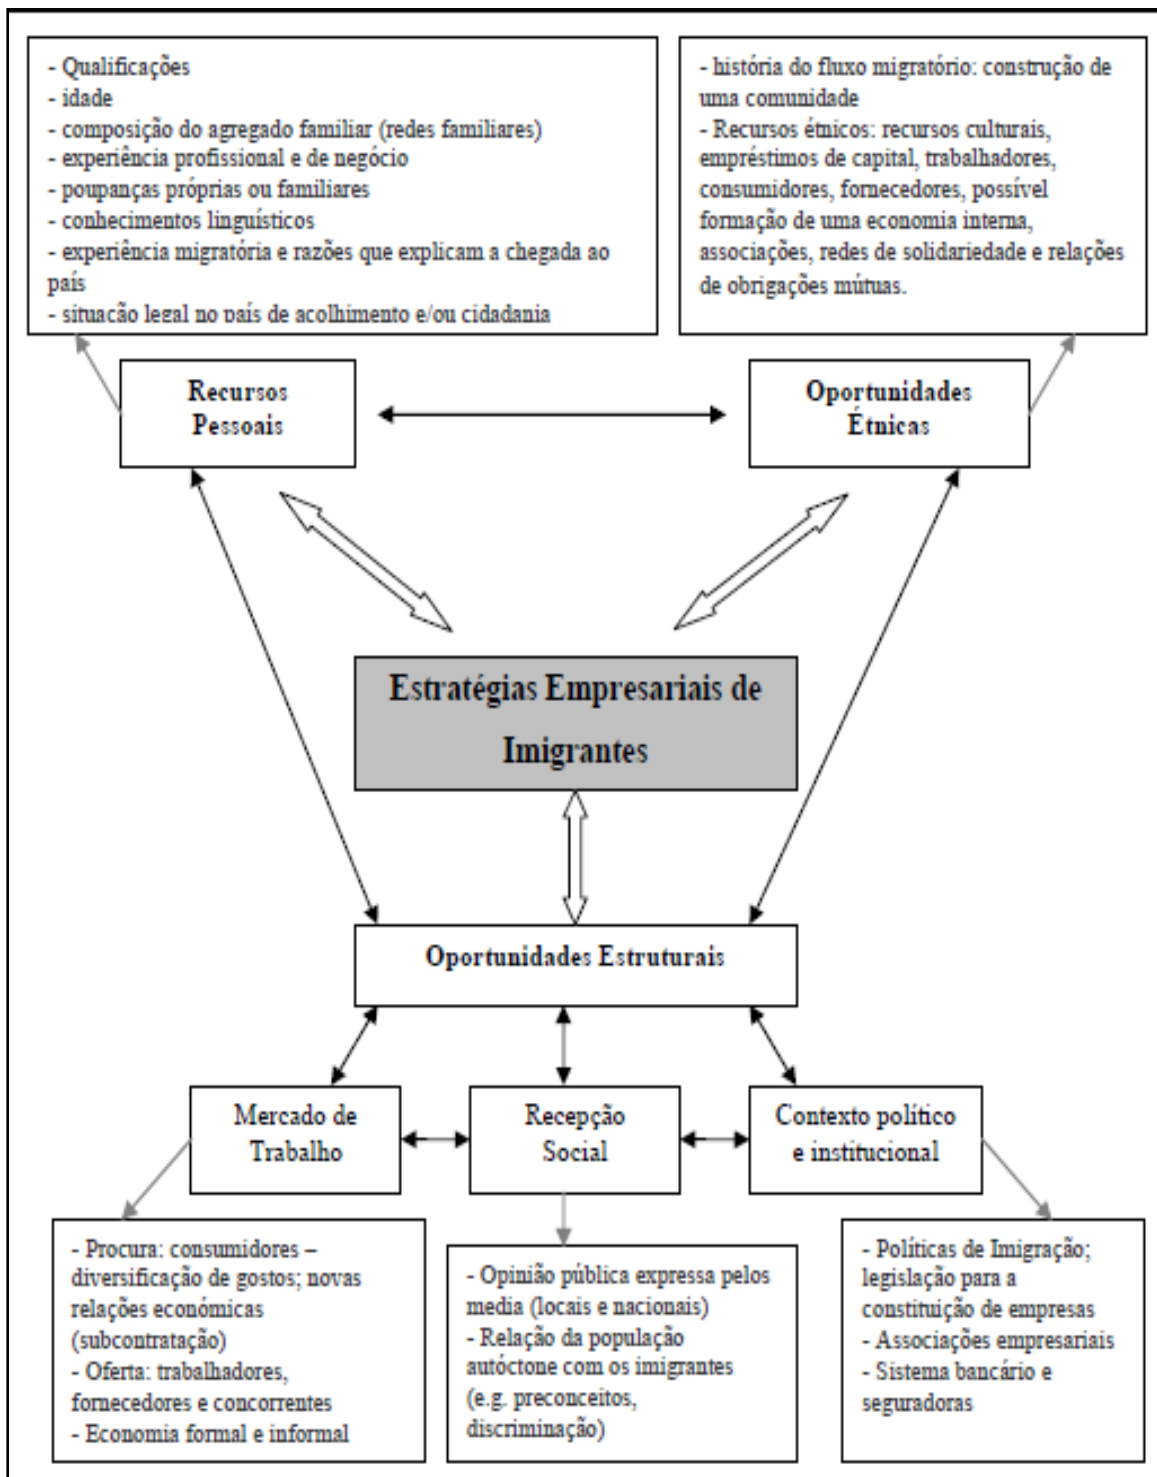 - Qualificações
- idade
- composição do agregado familiar (redes familiares)
- experiência profissional e de negócio
- poupanças próprias ou familiares
- conhecimentos linguísticos
- experiência migratória e razões que explicam a chegada ao
país
- situação legal no país de acolhimento e/ou cidadania
- história do fluxo migratório: construção de
uma comunidade
- Recursos étnicos: recursos culturais,
empréstimos de capital, trabalhadores,
consumidores, fornecedores, possível
formação de uma economia interna,
associações, redes de solidariedade e relações
de obrigações mútuas.
Recursos
Pessoais
Oportunidades
Étnicas
Estratégias Empresariais de
Imigrantes
Oportunidades Estruturais
Mercado de
Trabalho
Recepção
Social
Contexto político
e institucional
- Procura: consumidores –
diversificação de gostos; novas
relações económicas
(subcontratação)
- Oferta: trabalhadores,
fornecedores e concorrentes
- Economia formal e informal
- Opinião pública expressa pelos
media (locais e nacionais)
- Relação da população
autóctone com os imigrantes
(e.g. preconceitos,
discriminação)
- Políticas de Imigração;
legislação para a
constituição de empresas
- Associações empresariais
- Sistema bancário e
seguradoras